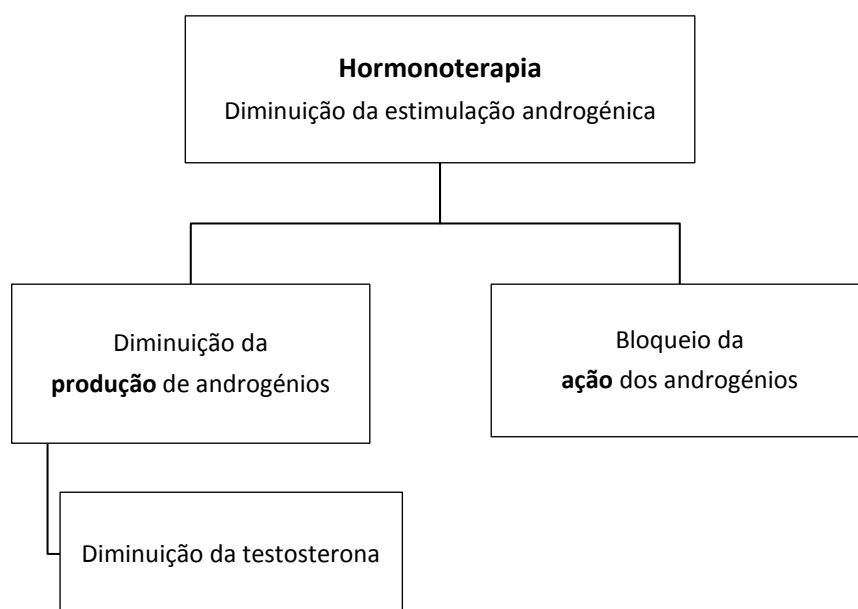 Hormonoterapia
Diminuição da estimulação androgénica
Diminuição da
produção de androgénios
Bloqueio da
ação dos androgénios
Diminuição da testosterona